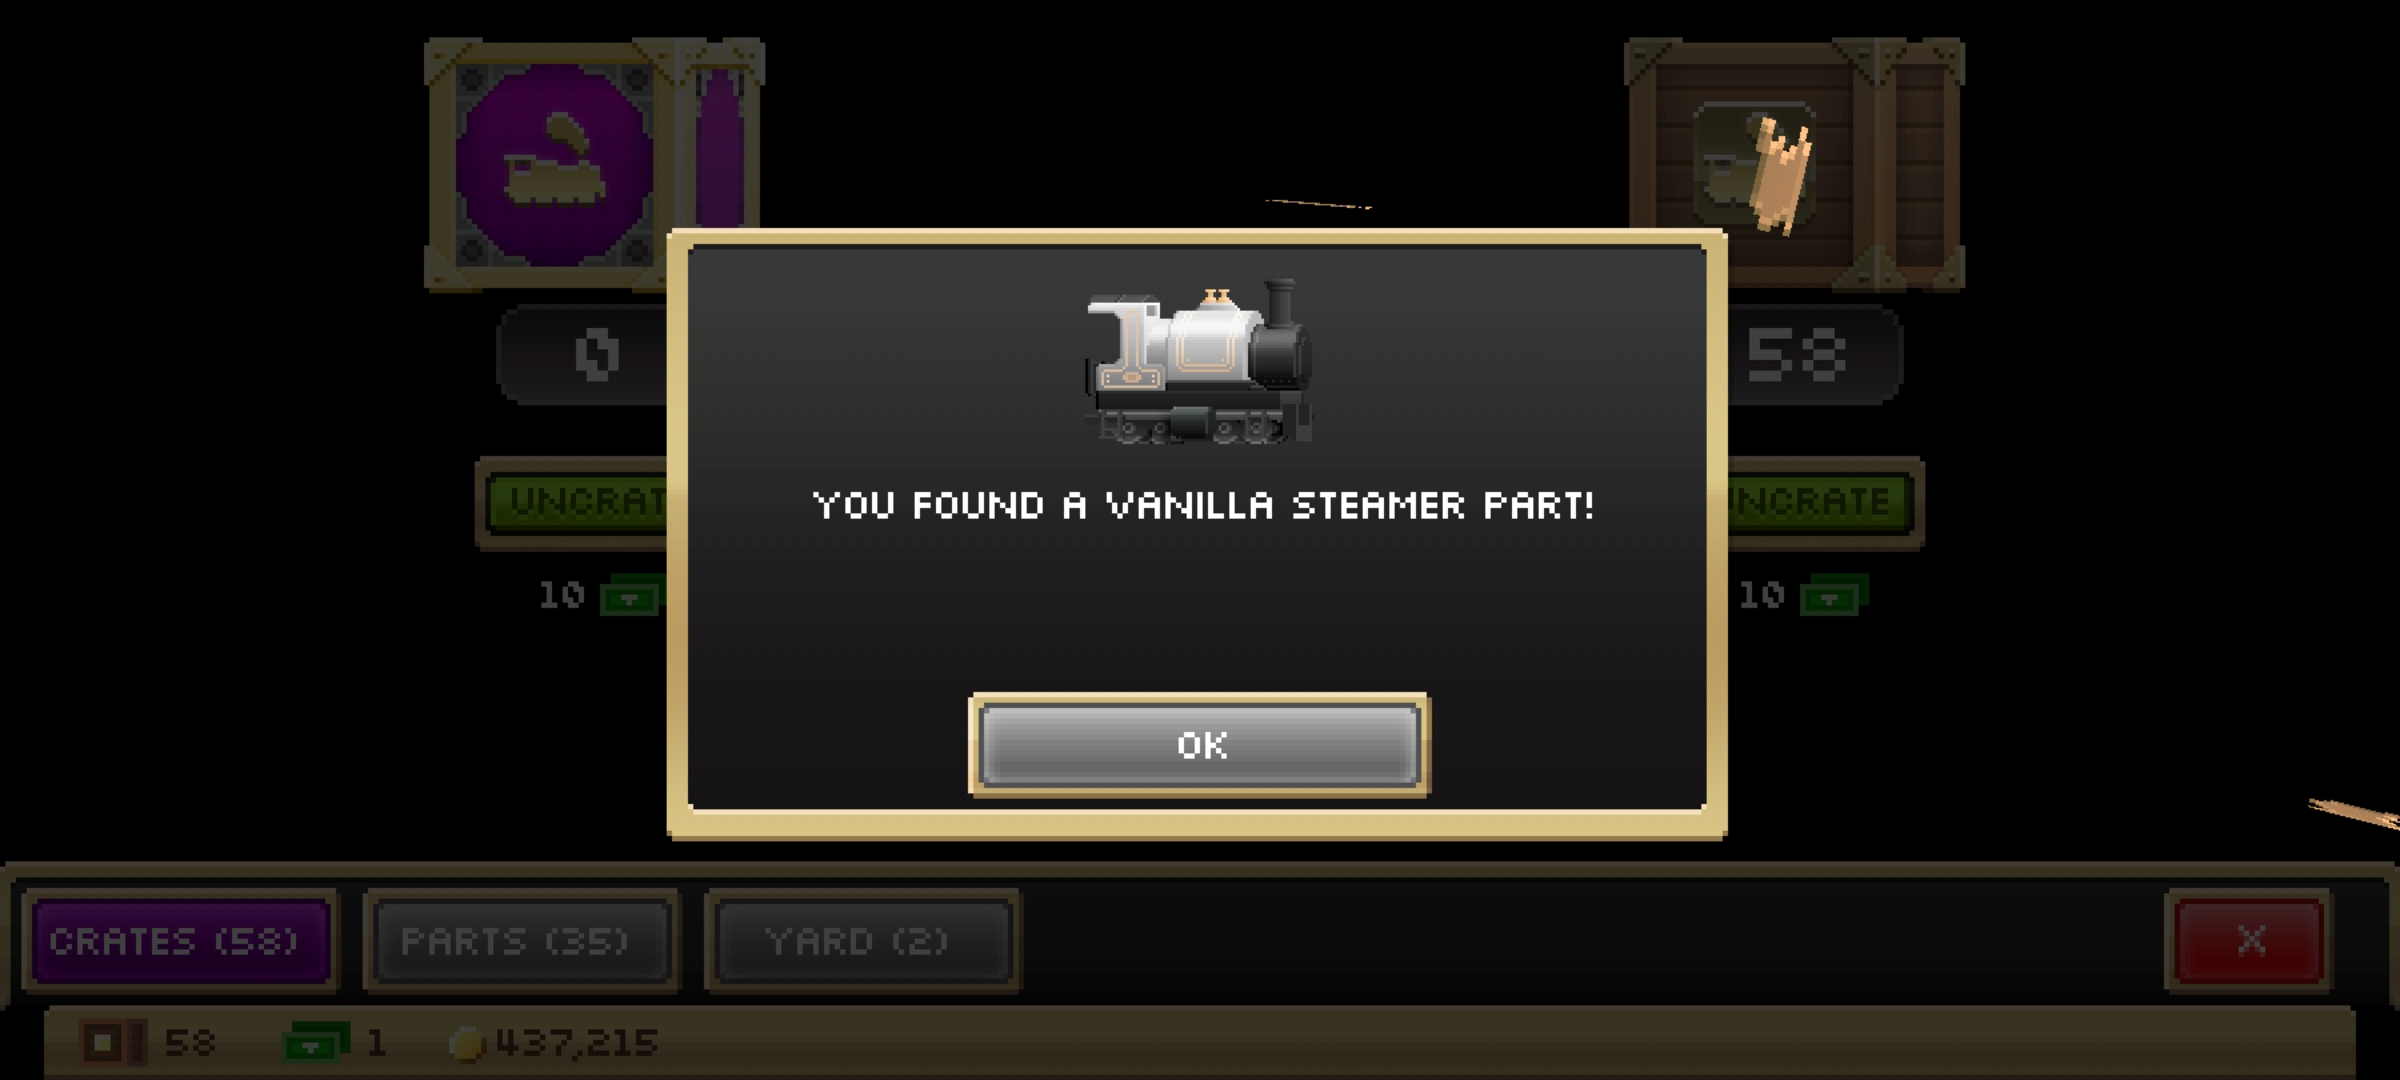 0
58
YOU FOUND A VANILLA STEAMER PART!
UNCRAT
NCRATE
10
10
OK
CRATES (58)
PARTS (35)
YARD (2)
X
58
1
437,215